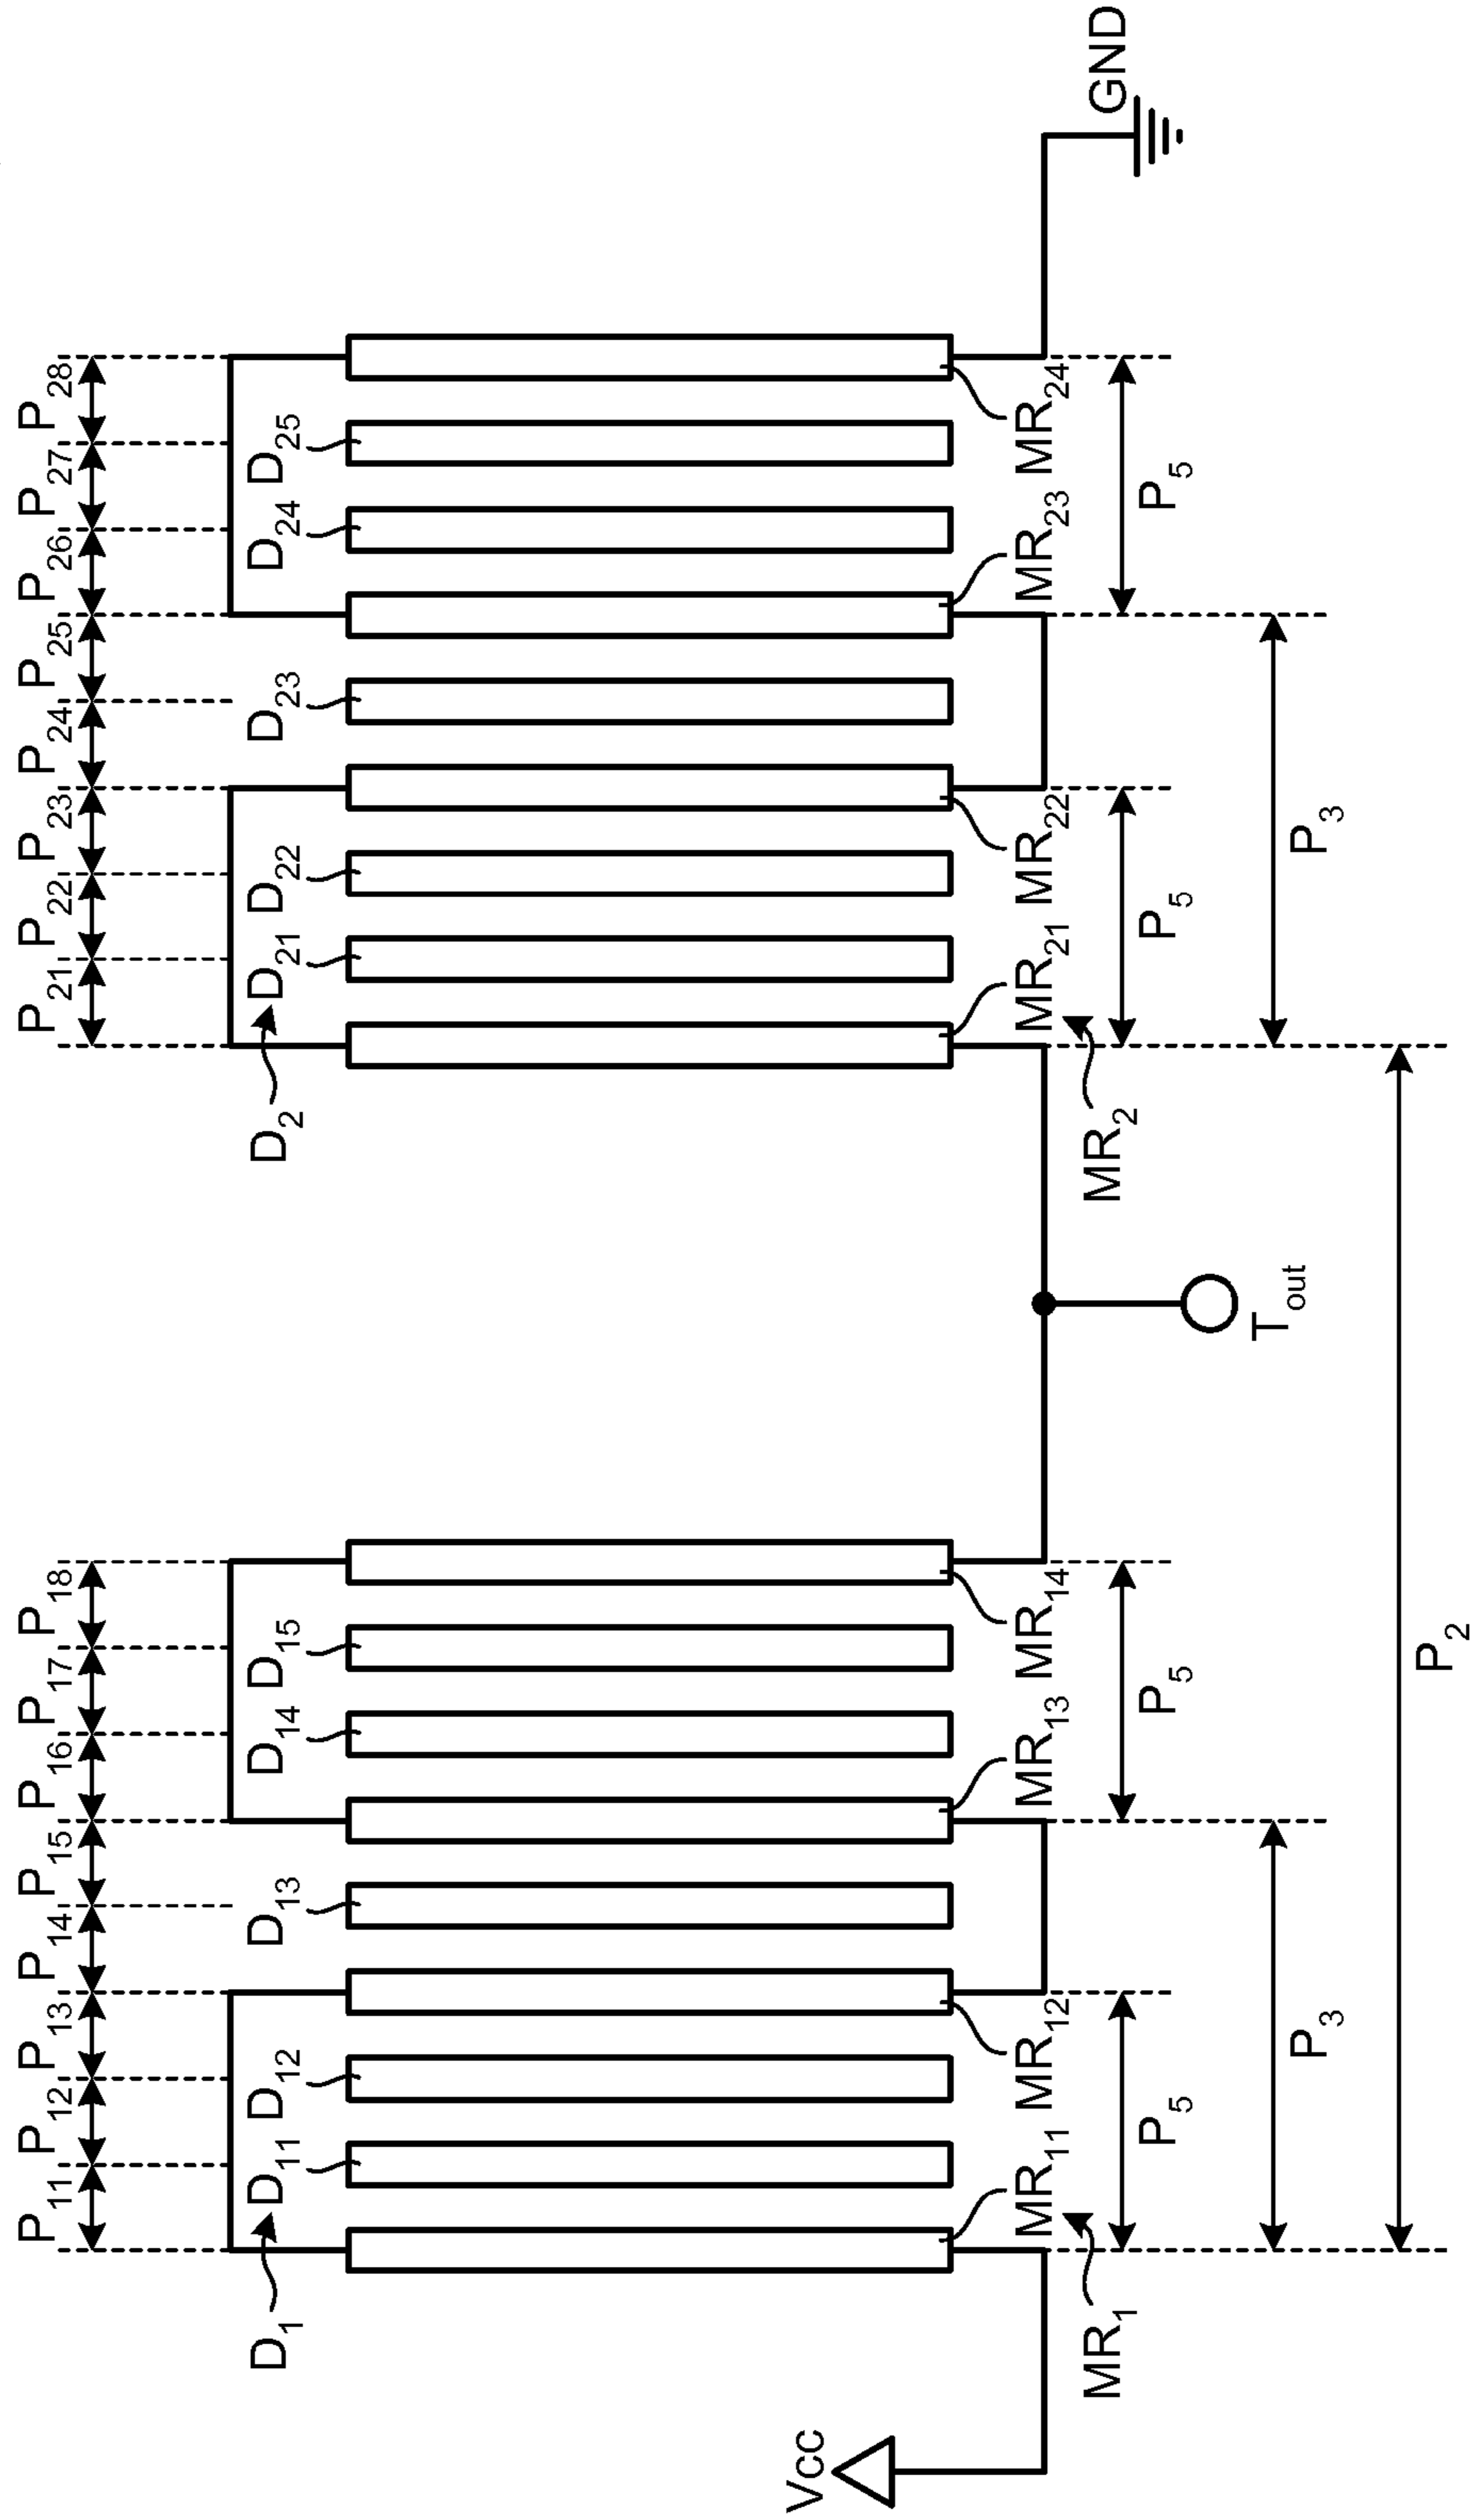 P11 P12 P13 P14 P15 P16 P17 P18 P21 P22 P23 P24 P25 P26 P27 P28
D1 D11 D12 D13 D14 D15 D2 D21 D22 D23 D24 D25
MR11 MR12 MR13 MR14 MR21 MR22 MR23 MR24
Vcc MR1 MR2 GND
P5 P5 P5 P5
Tout
P3 P3
P2